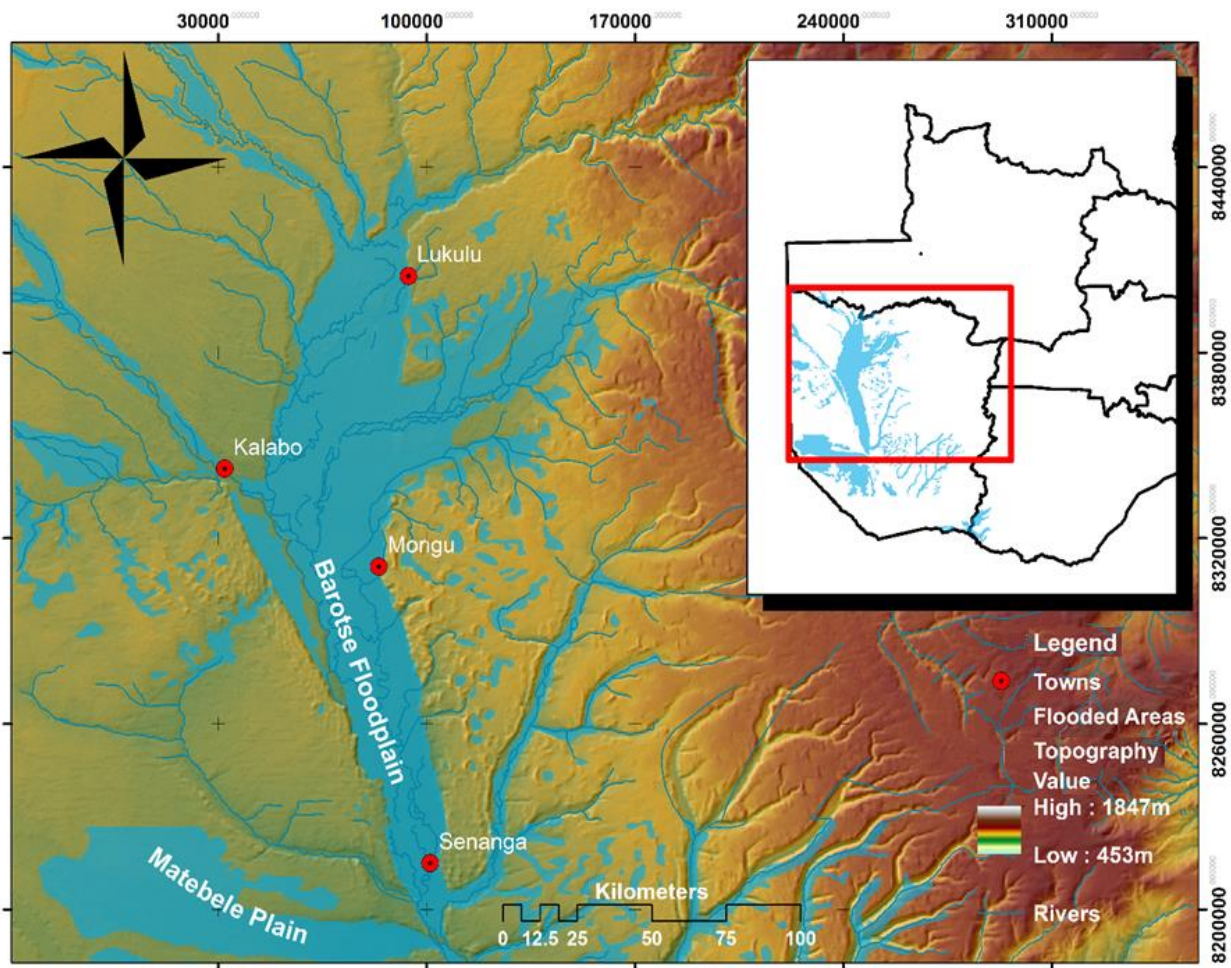 30000 100000 170000 240000 310000
8440000
8380000
8320000
8260000
8200000
Lukulu
Kalabo
Mongu
Barotse Floodplain
Senanga
Matebele Plain
Kilometers
0 12.5 25 50 75 100
Legend
Towns
Flooded Areas
Topography
Value
High : 1847m
Low : 453m
Rivers